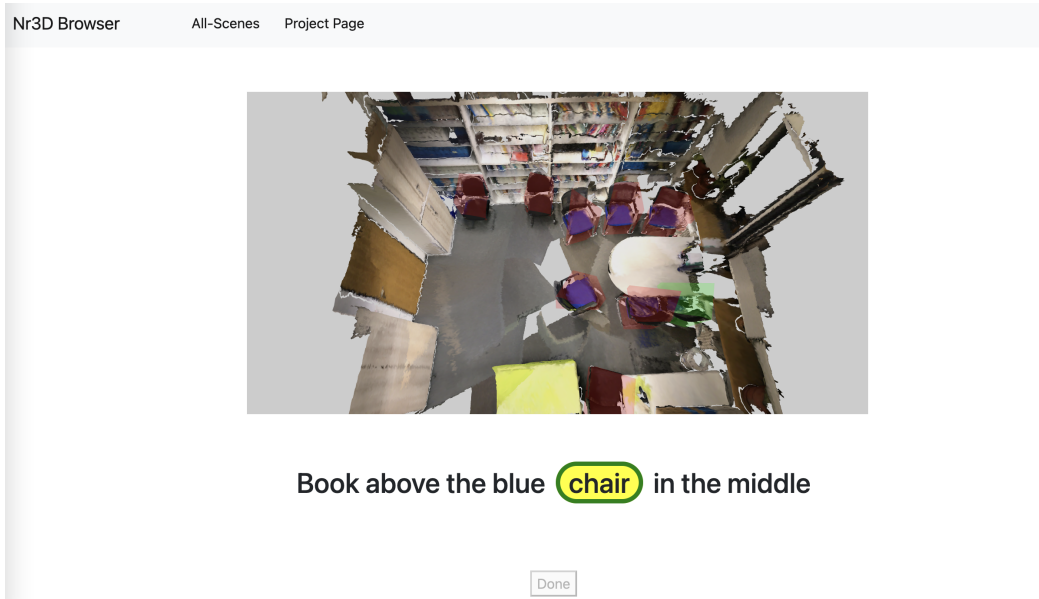 Nr3D Browser All-Scenes Project Page
Book above the blue chair in the middle
Done